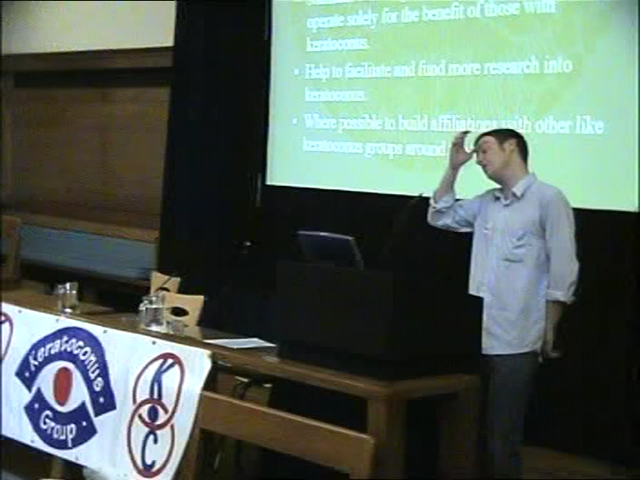 operate solely for the benefit of those with
keratoconus.
• Help to facilitate and fund more research into
keratoconus.
• Where possible to build affiliations with other like
keratoconus groups around
Keratoconus
Group
K
C